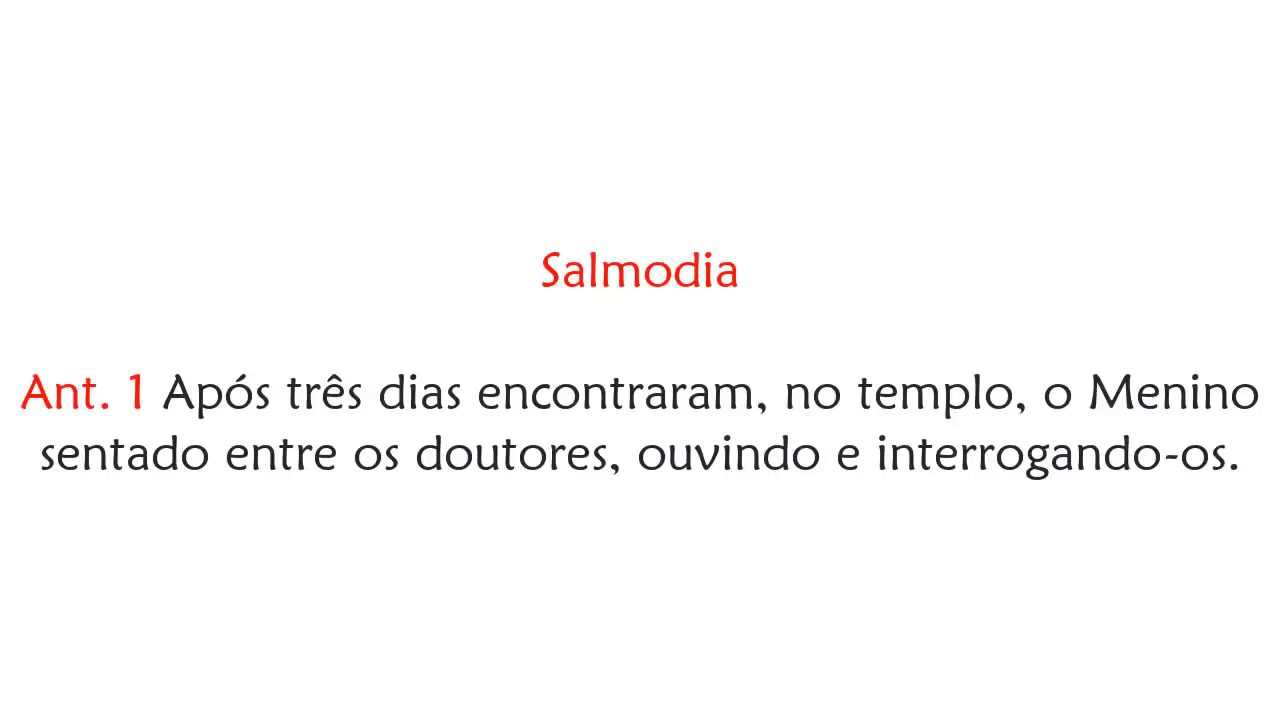 Salmodia
Ant. 1 Após três dias encontraram, no templo, o Menino
sentado entre os doutores, ouvindo e interrogando-os.